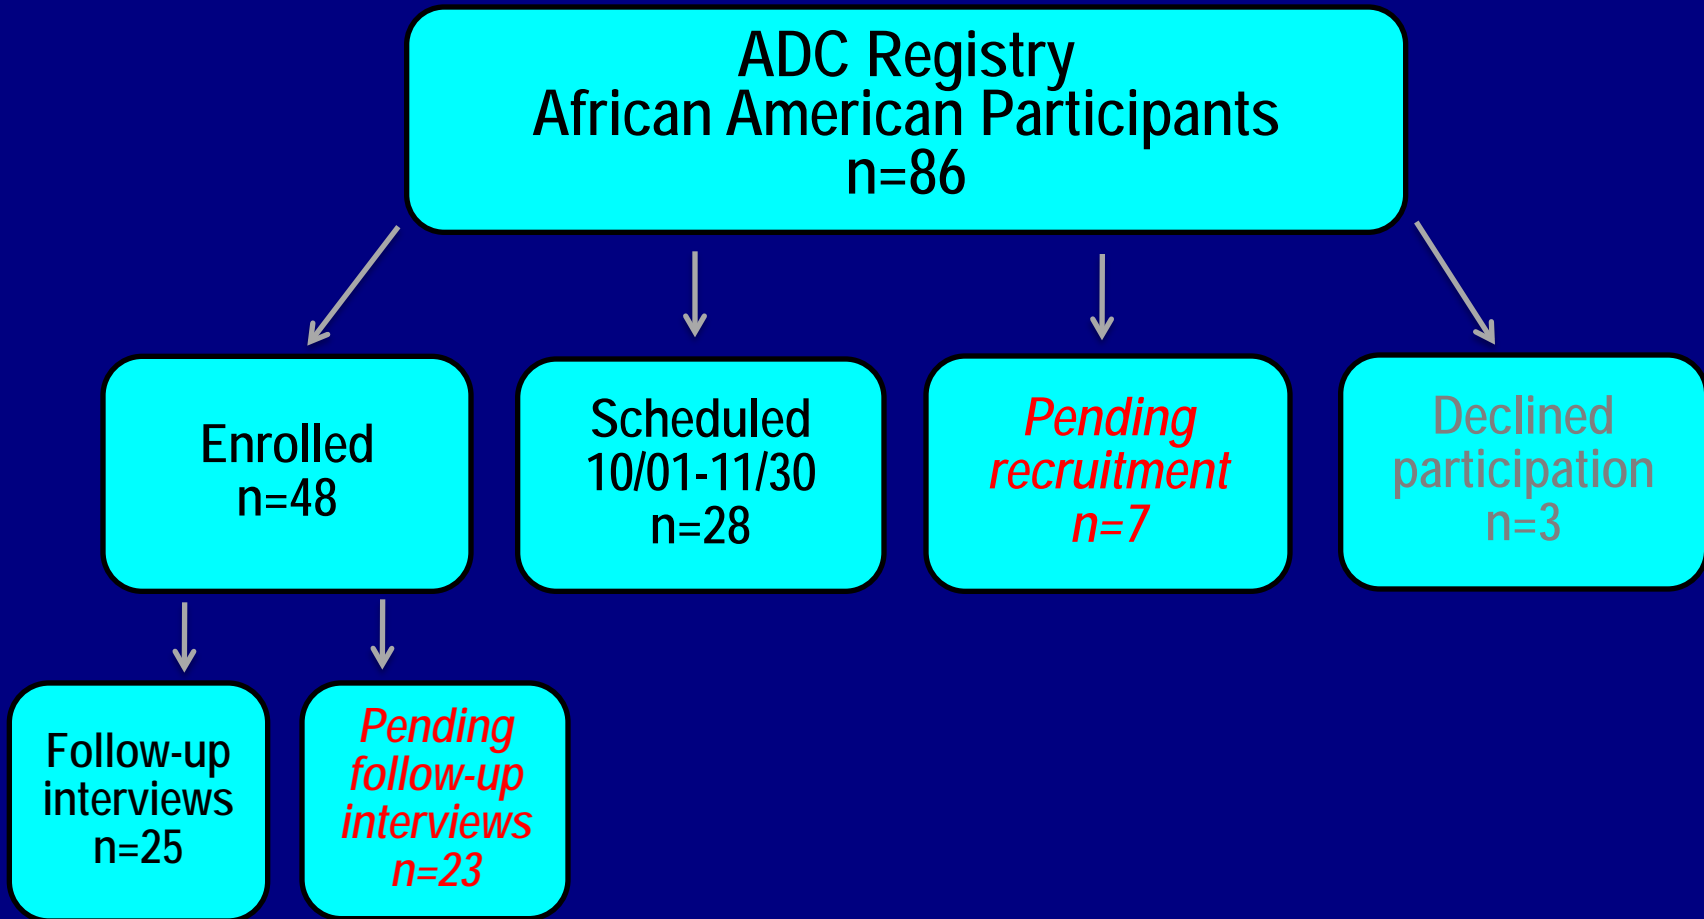 ADC Registry
African American Participants
n=86
Enrolled
n=48
Scheduled
10/01-11/30
n=28
Pending
recruitment
n=7
Declined
participation
n=3
Follow-up
interviews
n=25
Pending
follow-up
interviews
n=23